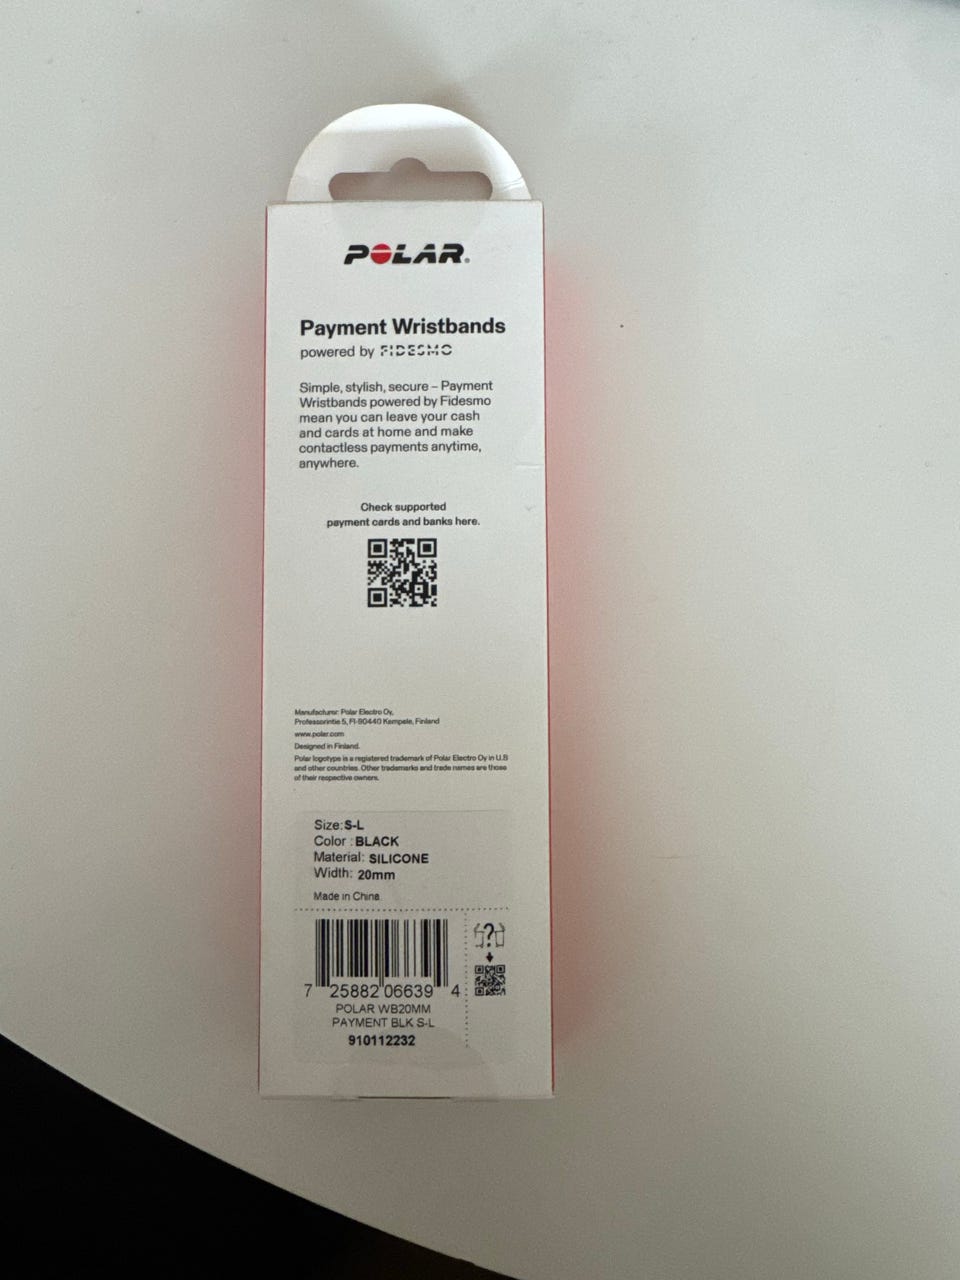 POLAR®
Payment Wristbands
powered by FIDESMO
Simple, stylish, secure – Payment
Wristbands powered by Fidesmo
mean you can leave your cash
and cards at home and make
contactless payments anytime,
anywhere.
Check supported
payment cards and banks here.
Manufacturer: Polar Electro Oy,
Professorintie 5, FI-90440 Kempele, Finland
www.polar.com
Designed in Finland.
Polar logotype is a registered trademark of Polar Electro Oy in U.S
and other countries. Other trademarks and trade names are those
of their respective owners.
Size: S-L
Color : BLACK
Material: SILICONE
Width: 20mm
Made in China
?
7 25882 06639 4
POLAR WB20MM
PAYMENT BLK S-L
910112232